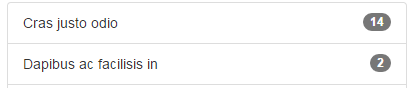 Cras justo odio 14
Dapibus ac facilisis in 2